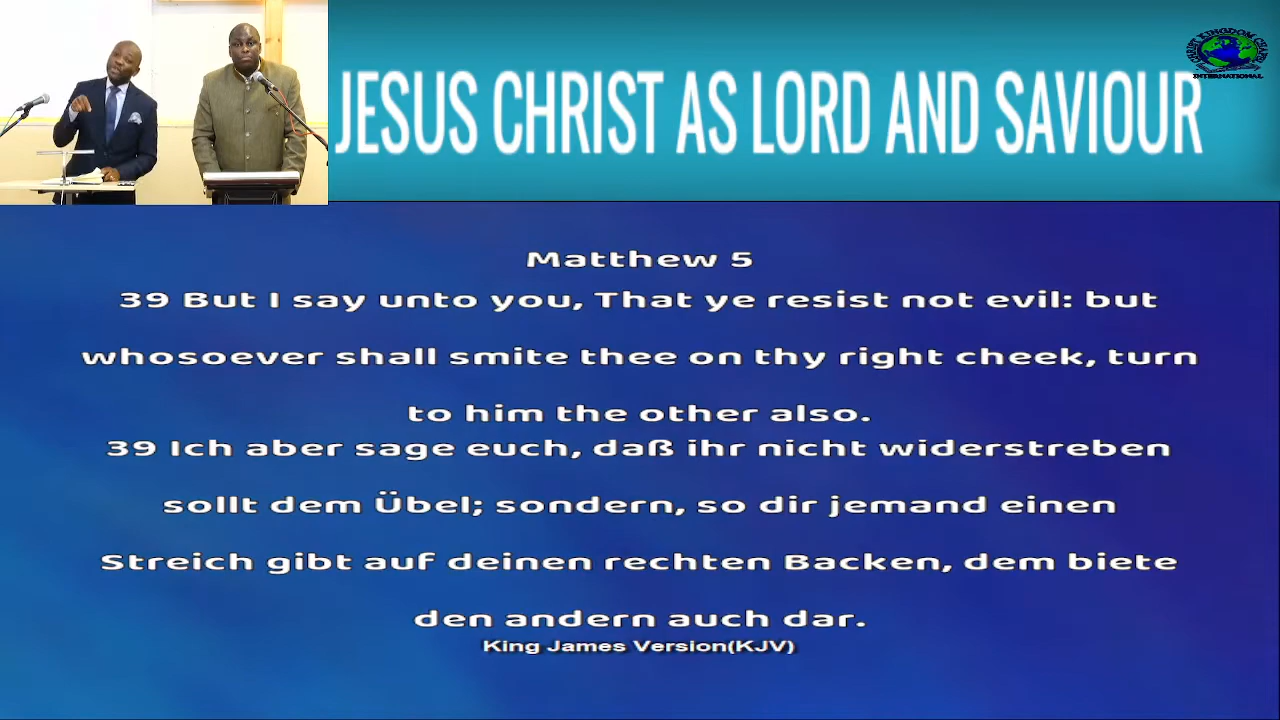 JESUS CHRIST AS LORD AND SAVIOUR
CHRIST KINGDOM
INTERNATIONAL
Matthew 5
39 But I say unto you, That ye resist not evil: but
whosoever shall smite thee on thy right cheek, turn
to him the other also.
39 Ich aber sage euch, daß ihr nicht widerstreben
sollt dem Übel; sondern, so dir jemand einen
Streich gibt auf deinen rechten Backen, dem biete
den andern auch dar.
King James Version(KJV)